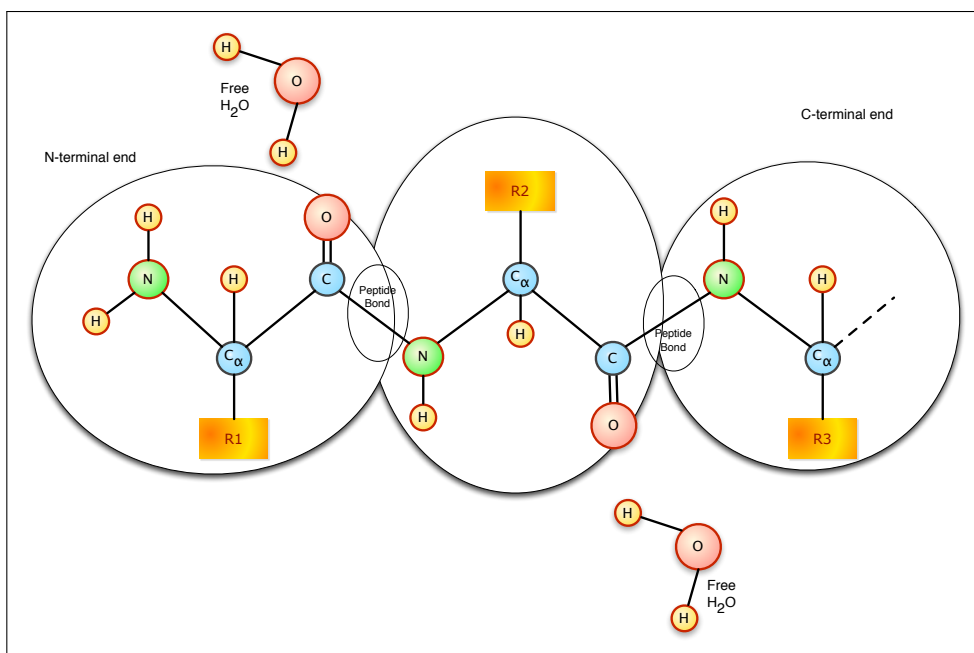 H
O
Free
H₂O
H
C-terminal end
N-terminal end
R2
H
O
H
N
H
C
Peptide
Bond
Cα
H
N
H
H
Cα
H
N
C
Peptide
Bond
Cα
R1
H
O
R3
H
O
Free
H₂O
H